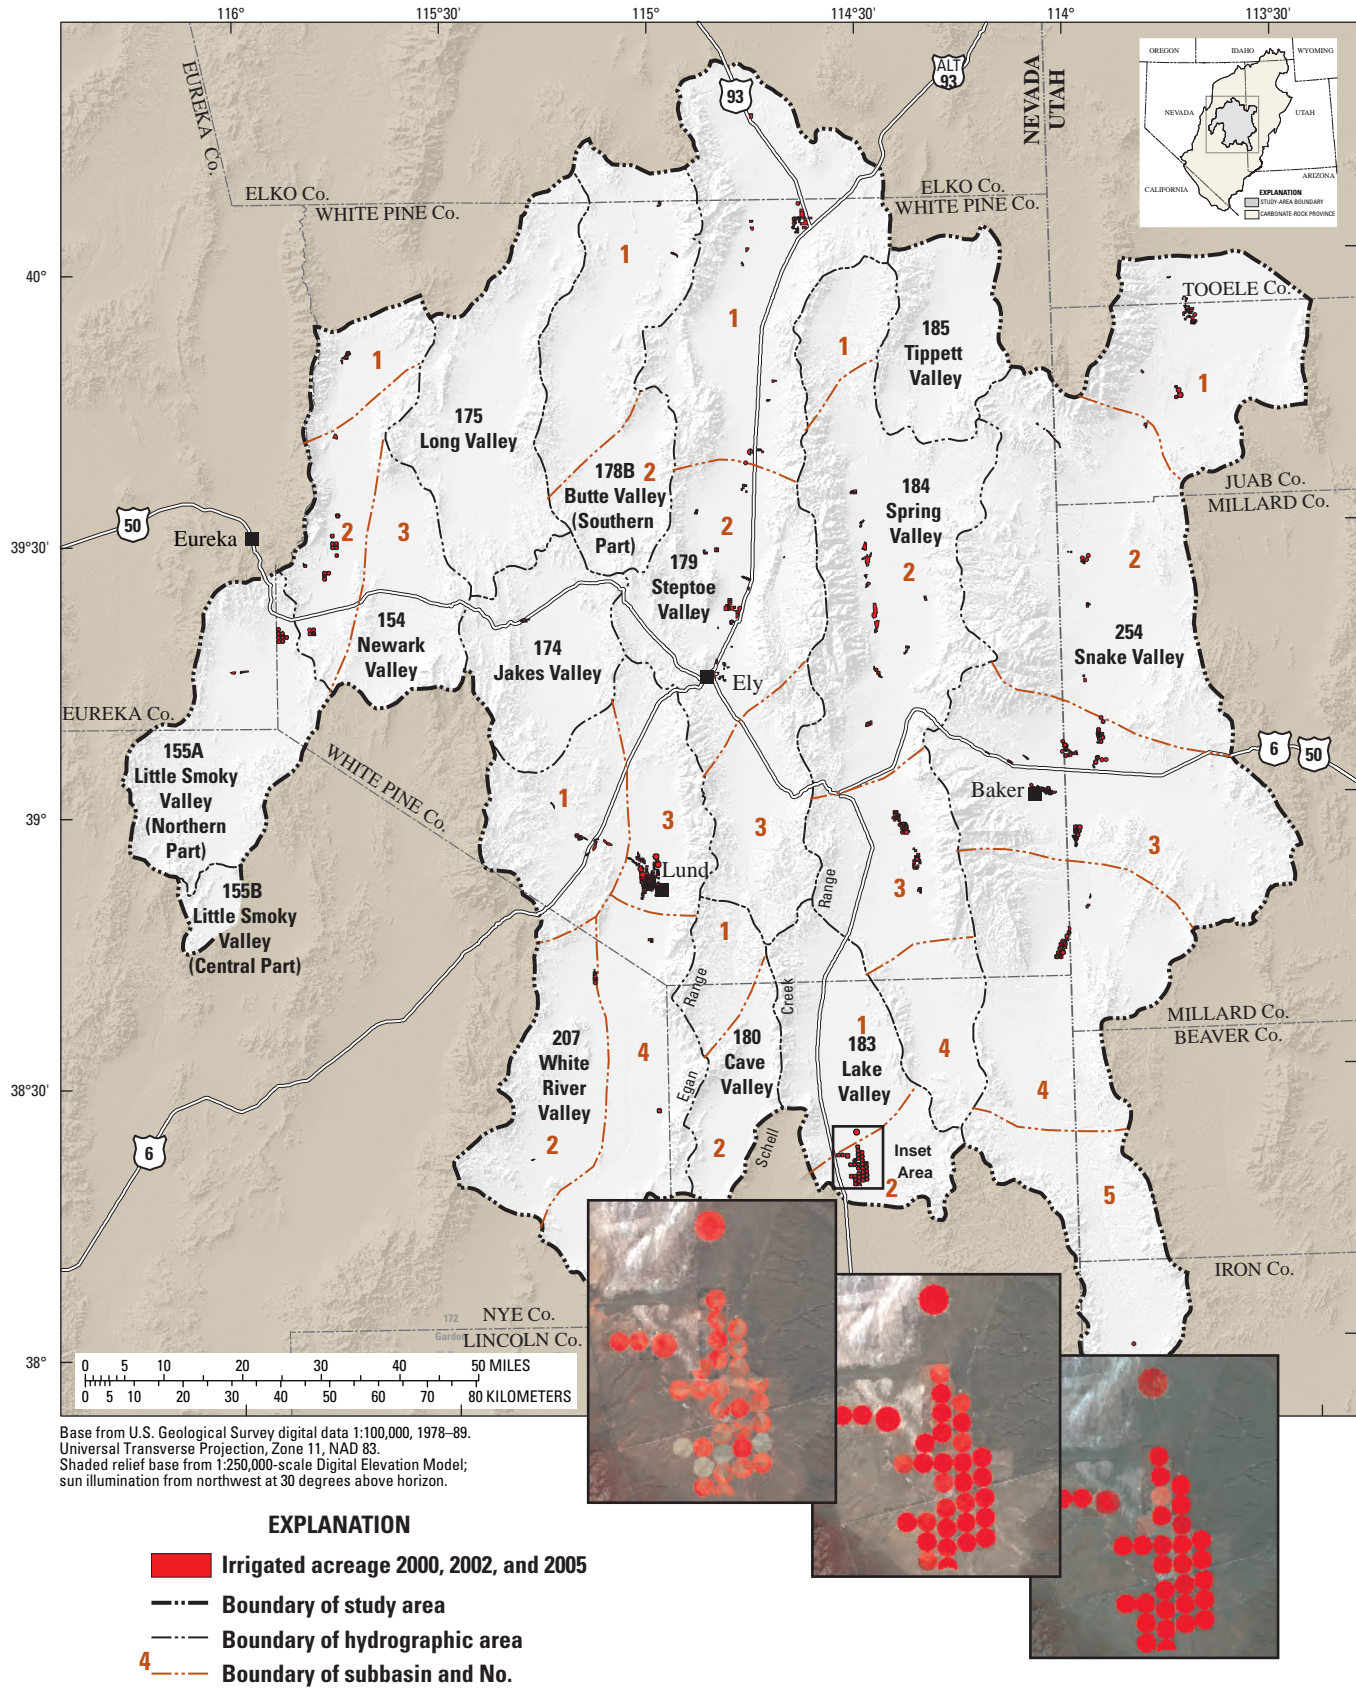 116°
115°30'
115°
114°30'
114°
113°30'
EUREKA Co.
93
ALT
93
NEVADA
UTAH
OREGON
IDAHO
WYOMING
NEVADA
UTAH
CALIFORNIA
ARIZONA
EXPLANATION
STUDY-AREA BOUNDARY
CARBONATE-ROCK PROVINCE
ELKO Co.
WHITE PINE Co.
ELKO Co.
WHITE PINE Co.
40°
1
1
1
1
1
185
Tippett
Valley
TOOELE Co.
175
Long Valley
178B
Butte Valley
(Southern
Part)
2
184
Spring
Valley
2
JUAB Co.
MILLARD Co.
50
Eureka
39°30'
2
3
2
179
Steptoe
Valley
2
154
Newark
Valley
174
Jakes Valley
254
Snake Valley
Ely
EUREKA Co.
WHITE PINE Co.
155A
Little Smoky
Valley
(Northern
Part)
6
50
Baker
39°
1
3
3
3
3
Lund
Range
155B
Little Smoky
Valley
(Central Part)
1
Range
Creek
MILLARD Co.
BEAVER Co.
207
White
River
Valley
4
180
Cave
Valley
1
183
Lake
Valley
4
4
38°30'
Egan
6
2
2
Schell
Inset
Area
2
5
IRON Co.
172
Garden
NYE Co.
LINCOLN Co.
38°
0 5 10 20 30 40 50 MILES
0 5 10 20 30 40 50 60 70 80 KILOMETERS
Base from U.S. Geological Survey digital data 1:100,000, 1978–89.
Universal Transverse Projection, Zone 11, NAD 83.
Shaded relief base from 1:250,000-scale Digital Elevation Model;
sun illumination from northwest at 30 degrees above horizon.
EXPLANATION
Irrigated acreage 2000, 2002, and 2005
Boundary of study area
Boundary of hydrographic area
4
Boundary of subbasin and No.